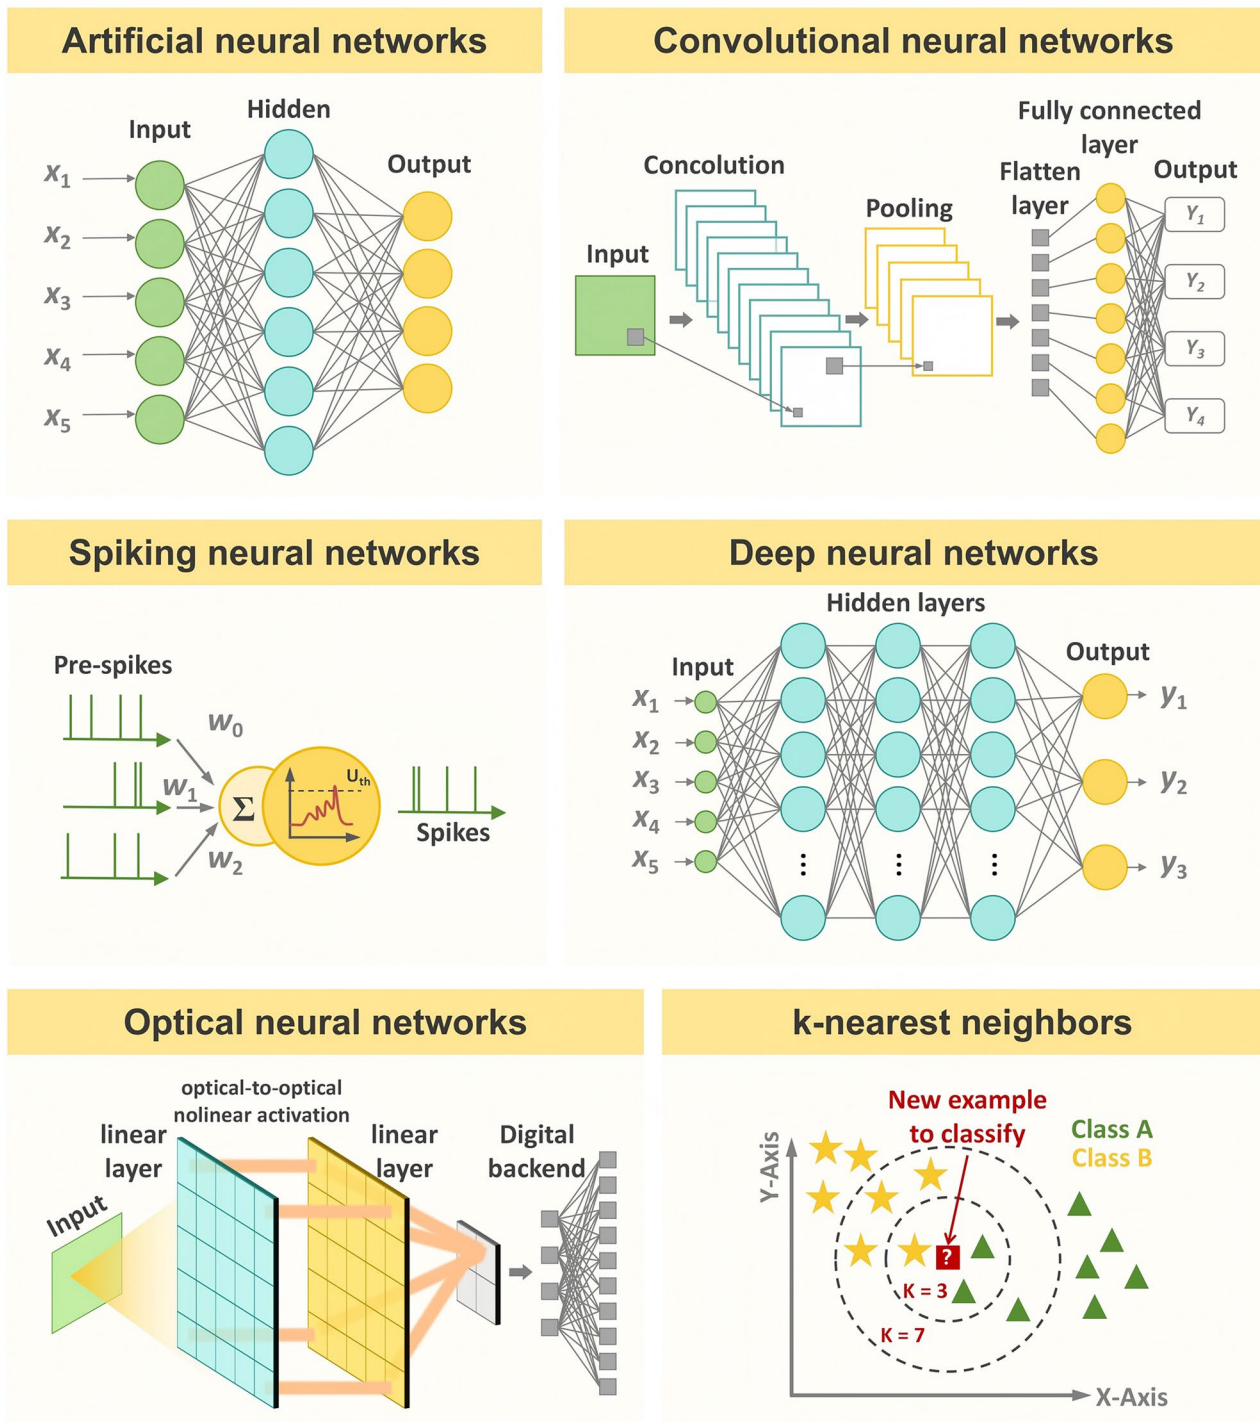 Artificial neural networks
Input
Hidden
Output
x1
x2
x3
x4
x5
Convolutional neural networks
Input
Concolution
Pooling
Flatten
layer
Fully connected
layer
Output
Y1
Y2
Y3
Y4
Spiking neural networks
Pre-spikes
w0
w1
w2
Σ
Uth
Spikes
Deep neural networks
Hidden layers
Input
Output
x1
x2
x3
x4
x5
y1
y2
y3
Optical neural networks
optical-to-optical
nolinear activation
linear
layer
linear
layer
Digital
backend
Input
k-nearest neighbors
New example
to classify
Class A
Class B
Y-Axis
?
K = 3
K = 7
X-Axis